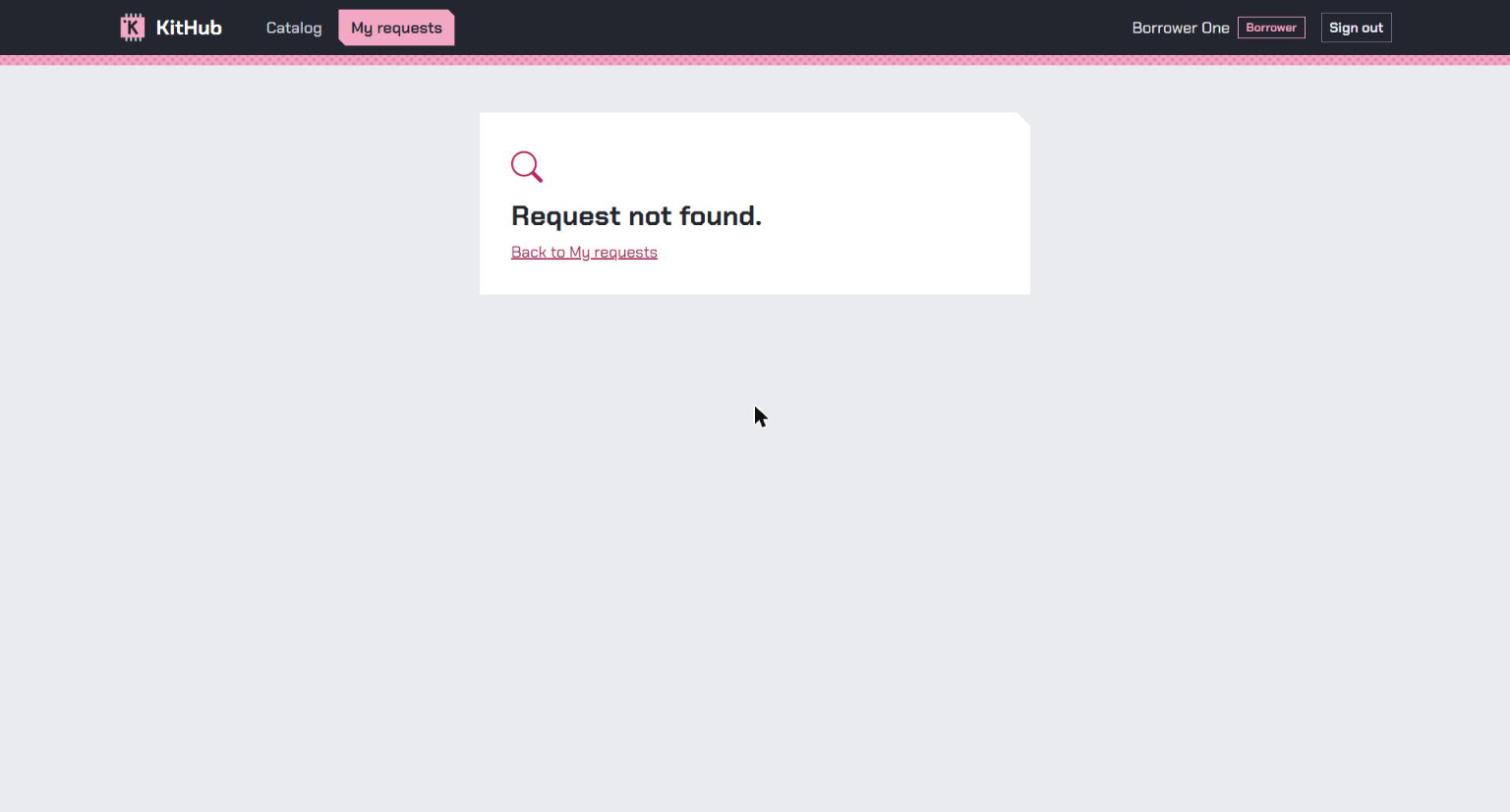 K KitHub Catalog My requests Borrower One Borrower Sign out
Request not found.
Back to My requests